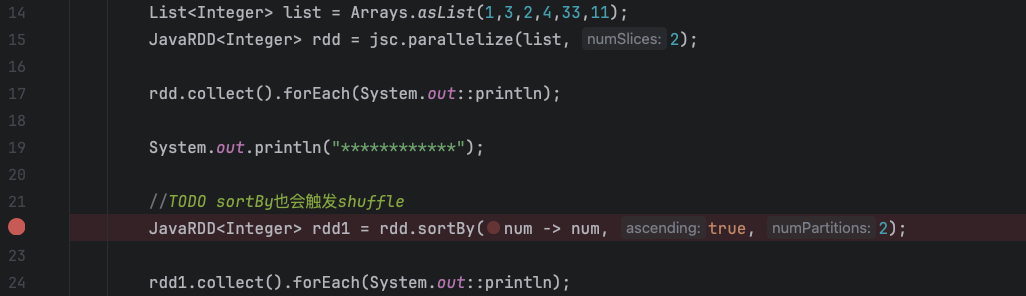 14 List<Integer> list = Arrays.asList(1,3,2,4,33,11);
15 JavaRDD<Integer> rdd = jsc.parallelize(list, numSlices: 2);
16
17 rdd.collect().forEach(System.out::println);
18
19 System.out.println("************");
20
21 //TODO sortBy也会触发shuffle
JavaRDD<Integer> rdd1 = rdd.sortBy( num -> num, ascending: true, numPartitions: 2);
23
24 rdd1.collect().forEach(System.out::println);